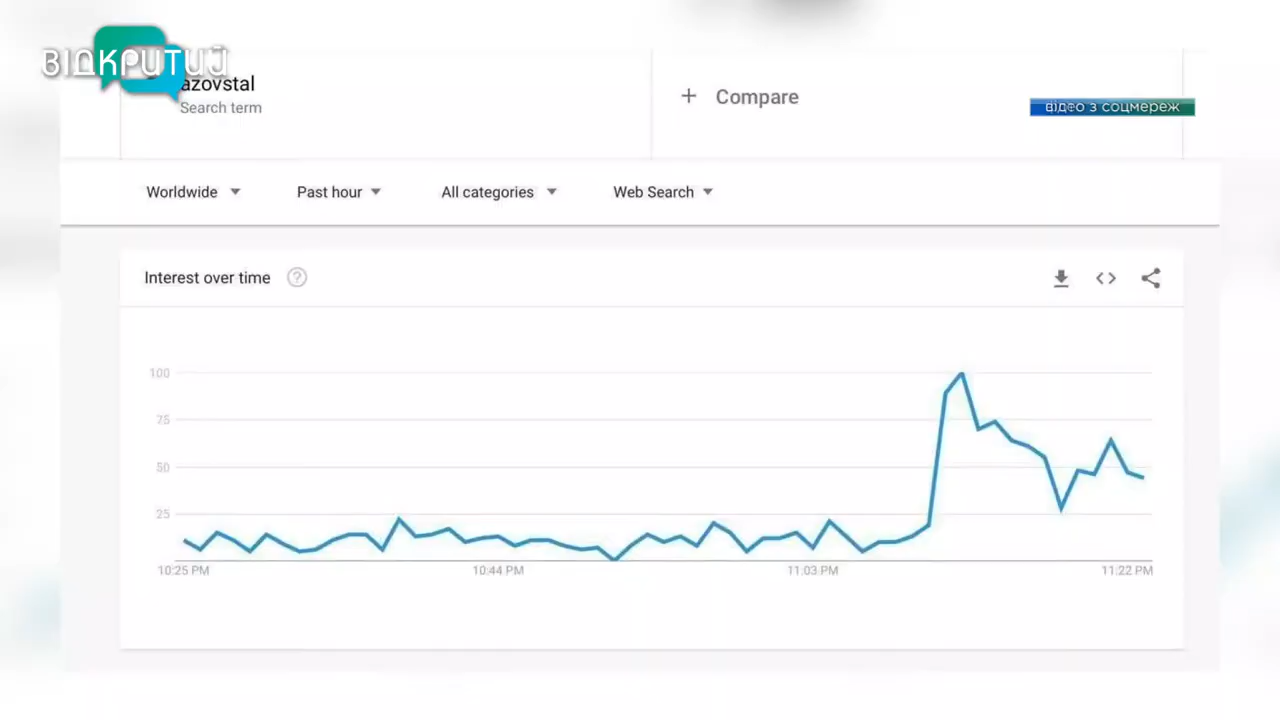 ВІДКРИТИЙ
azovstal
Search term
+ Compare
відео з соцмереж
Worldwide
Past hour
All categories
Web Search
Interest over time ?
100
75
50
25
10:25 PM
10:44 PM
11:03 PM
11:22 PM